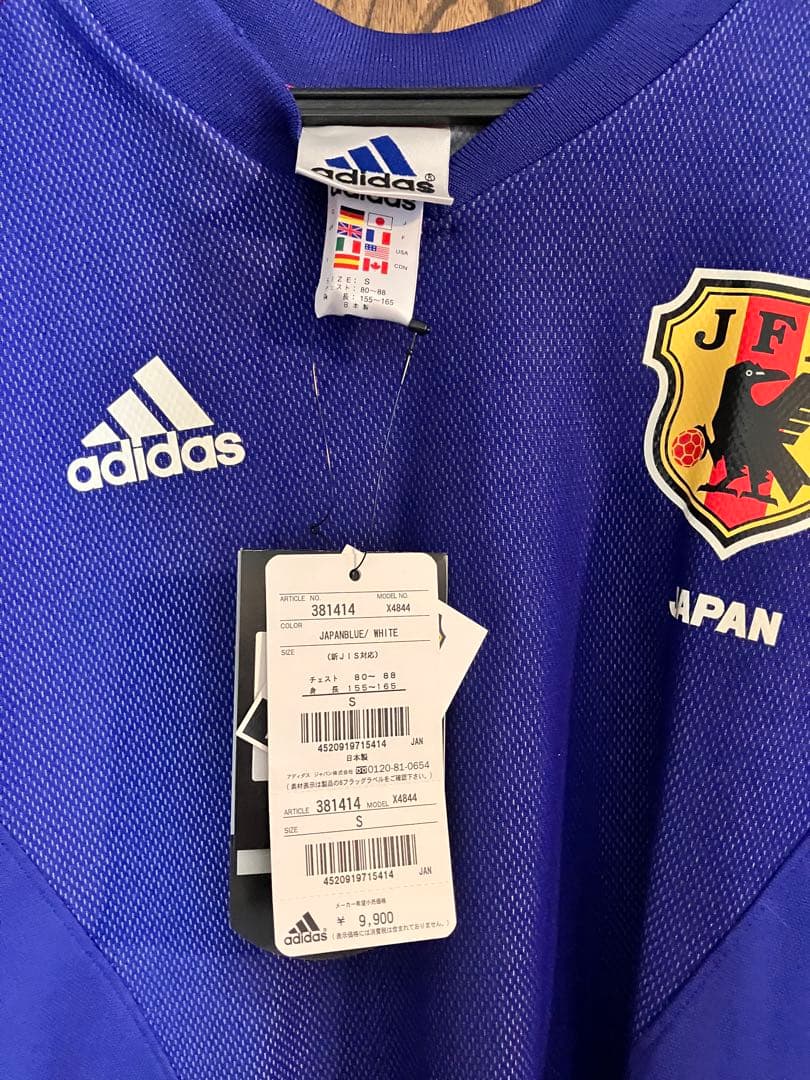 adidas
adidas
J
F
USA
CDN
IZE: S
ェスト: 80～88
身 長: 155～165
日本製
adidas
JF
JAPAN
ARTICLE NO.
MODEL NO.
381414
X4844
COLOR
JAPANBLUE/ WHITE
SIZE
(新JIS対応)
チェスト 80～ 88
身 長 155～165
S
4520919715414 JAN
日本製
アディダス ジャパン株式会社 0120-81-0654
(素材表示は製品の8フラッグラベルをご確認下さい。)
ARTICLE 381414 MODEL X4844
SIZE S
4520919715414 JAN
メーカー希望小売価格
¥ 9,900
adidas
(表示価格には消費税は含まれておりません。)